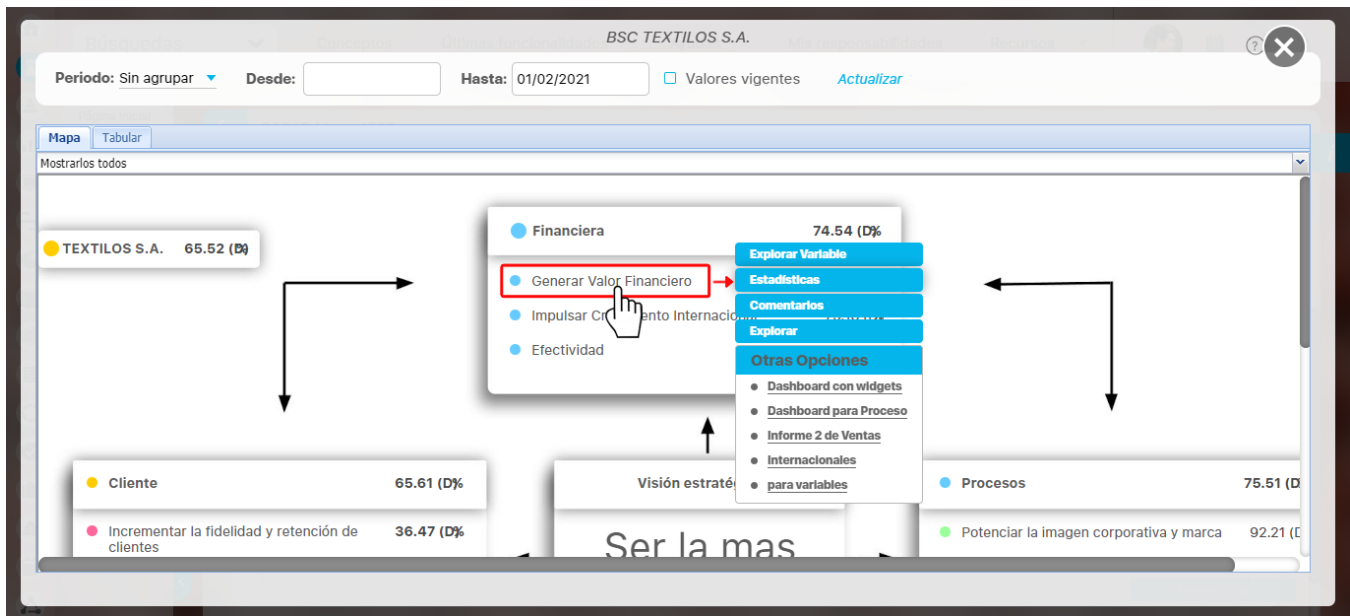 BSC TEXTILOS S.A.
Periodo: Sin agrupar
Desde:
Hasta: 01/02/2021
Valores vigentes
Actualizar
Mapa
Tabular
Mostrarlos todos
TEXTILOS S.A. 65.52 (D)
Financiera 74.54 (D)%
Generar Valor Financiero
Impulsar
Internacional
Efectividad
Explorar Variable
Estadísticas
Comentarios
Explorar
Otras Opciones
Dashboard con widgets
Dashboard para Proceso
Informe 2 de Ventas
Internacionales
para variables
Cliente 65.61 (D)%
Incrementar la fidelidad y retención de
clientes
36.47 (D)%
Visión
Ser la mas
Procesos 75.51 (D
Potenciar la imagen corporativa y marca 92.21 (D